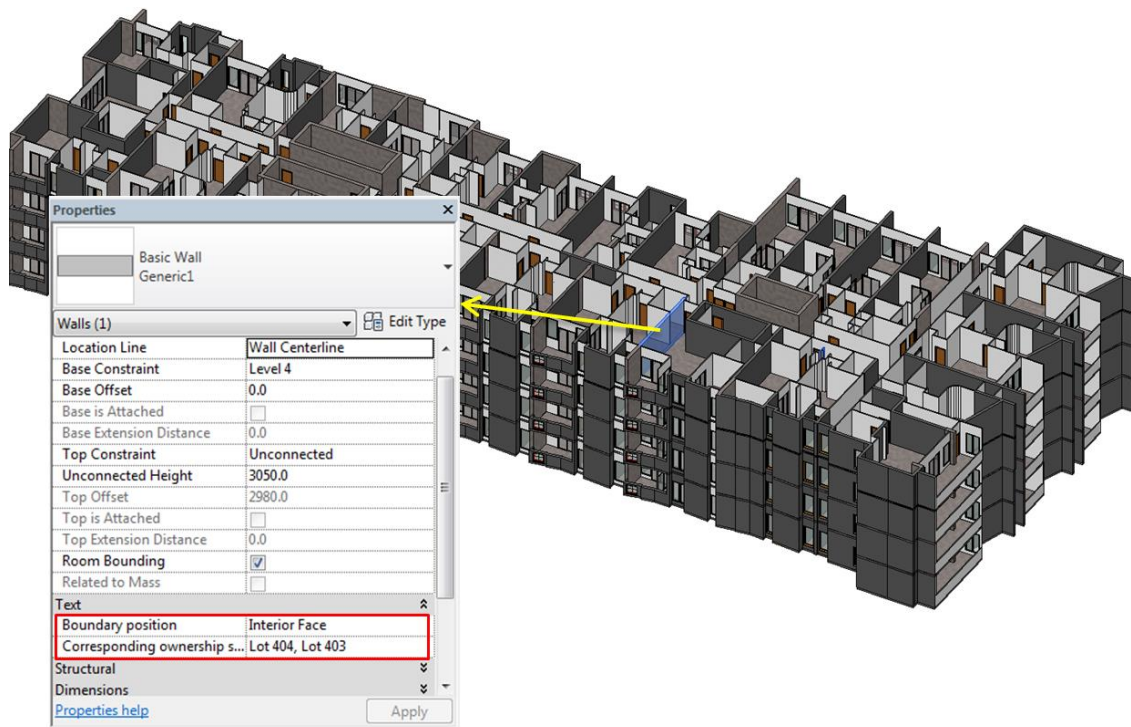 Properties
Basic Wall
Generic1
Walls (1) Edit Type
Location Line Wall Centerline
Base Constraint Level 4
Base Offset 0.0
Base is Attached
Base Extension Distance 0.0
Top Constraint Unconnected
Unconnected Height 3050.0
Top Offset 2980.0
Top is Attached
Top Extension Distance 0.0
Room Bounding
Related to Mass
Text
Boundary position Interior Face
Corresponding ownership s... Lot 404, Lot 403
Structural
Dimensions
Properties help Apply